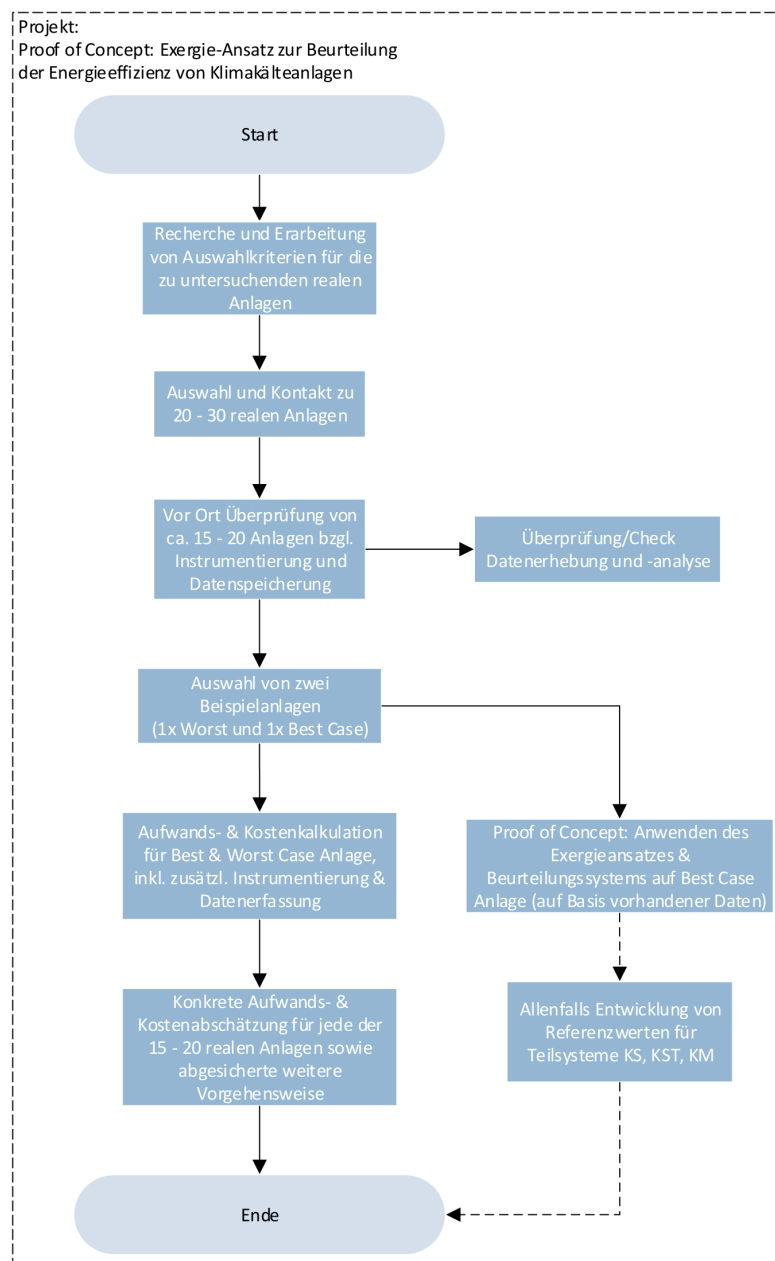 Projekt:
Proof of Concept: Exergie-Ansatz zur Beurteilung
der Energieeffizienz von Klimakälteanlagen
Start
Recherche und Erarbeitung
von Auswahlkriterien für die
zu untersuchenden realen
Anlagen
Auswahl und Kontakt zu
20 - 30 realen Anlagen
Vor Ort Überprüfung von
ca. 15 - 20 Anlagen bzgl.
Instrumentierung und
Datenspeicherung
Überprüfung/Check
Datenerhebung und -analyse
Auswahl von zwei
Beispielanlagen
(1x Worst und 1x Best Case)
Aufwands- & Kostenkalkulation
für Best & Worst Case Anlage,
inkl. zusätzl. Instrumentierung &
Datenerfassung
Proof of Concept: Anwenden des
Exergieansatzes &
Beurteilungssystems auf Best Case
Anlage (auf Basis vorhandener Daten)
Konkrete Aufwands- &
Kostenabschätzung für jede der
15 - 20 realen Anlagen sowie
abgesicherte weitere
Vorgehensweise
Allenfalls Entwicklung von
Referenzwerten für
Teilsysteme KS, KST, KM
Ende